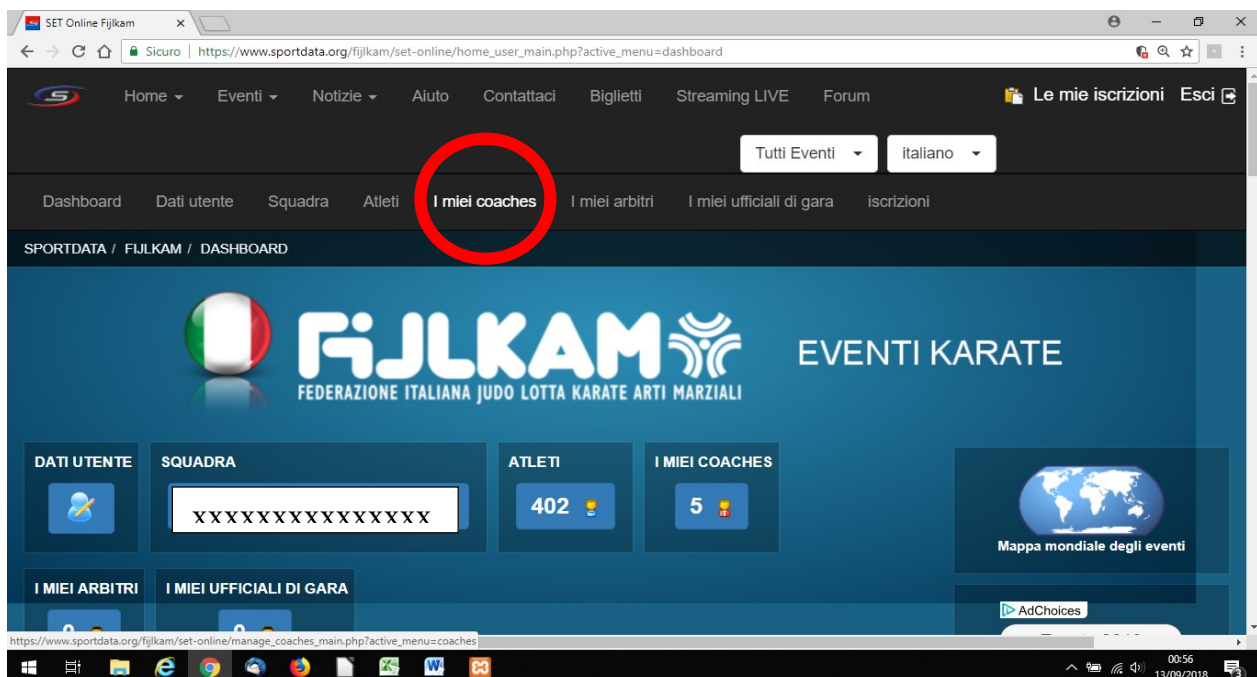 SET Online Fijlkam
Sicuro | https://www.sportdata.org/fijlkam/set-online/home_user_main.php?active_menu=dashboard
Home Eventi Notizie Aiuto Contattaci Biglietti Streaming LIVE Forum Le mie iscrizioni Esci
Tutti Eventi italiano
Dashboard Dati utente Squadra Atleti I miei coaches I miei arbitri I miei ufficiali di gara iscrizioni
SPORTDATA / FIJLKAM / DASHBOARD
FIJLKAM
FEDERAZIONE ITALIANA JUDO LOTTA KARATE ARTI MARZIALI
EVENTI KARATE
DATI UTENTE SQUADRA ATLETI I MIEI COACHES
xxxxxxxxxxxxxxx 402 5
Mappa mondiale degli eventi
I MIEI ARBITRI I MIEI UFFICIALI DI GARA
AdChoices
https://www.sportdata.org/fijlkam/set-online/manage_coaches_main.php?active_menu=coaches
00:56
13/09/2018